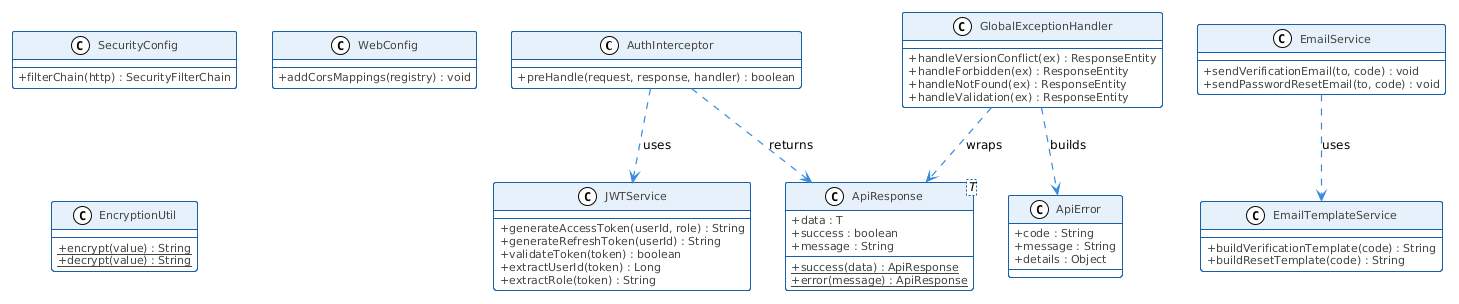 C SecurityConfig
+filterChain(http) : SecurityFilterChain
C WebConfig
+addCorsMappings(registry) : void
C AuthInterceptor
+preHandle(request, response, handler) : boolean
C GlobalExceptionHandler
+handleVersionConflict(ex) : ResponseEntity
+handleForbidden(ex) : ResponseEntity
+handleNotFound(ex) : ResponseEntity
+handleValidation(ex) : ResponseEntity
C EmailService
+sendVerificationEmail(to, code) : void
+sendPasswordResetEmail(to, code) : void
uses
returns
wraps
builds
uses
C EncryptionUtil
+encrypt(value) : String
+decrypt(value) : String
C JWTService
+generateAccessToken(userId, role) : String
+generateRefreshToken(userId) : String
+validateToken(token) : boolean
+extractUserId(token) : Long
+extractRole(token) : String
C ApiResponse
T
+data : T
+success : boolean
+message : String
+success(data) : ApiResponse
+error(message) : ApiResponse
C ApiError
+code : String
+message : String
+details : Object
C EmailTemplateService
+buildVerificationTemplate(code) : String
+buildResetTemplate(code) : String